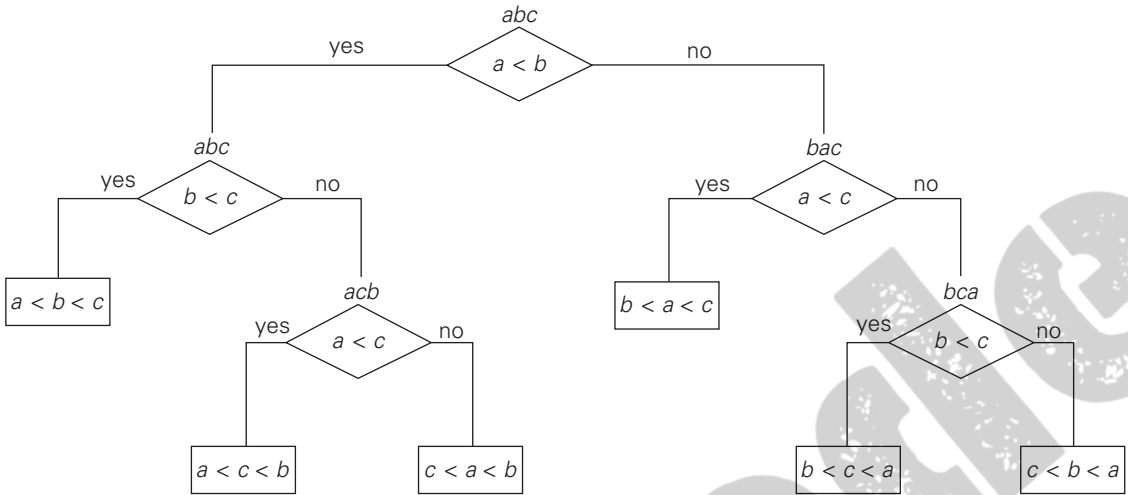 abc
yes
a < b
no
abc
bac
yes
b < c
no
yes
a < c
no
a < b < c
acb
b < a < c
bca
yes
a < c
no
yes
b < c
no
a < c < b
c < a < b
b < c < a
c < b < a